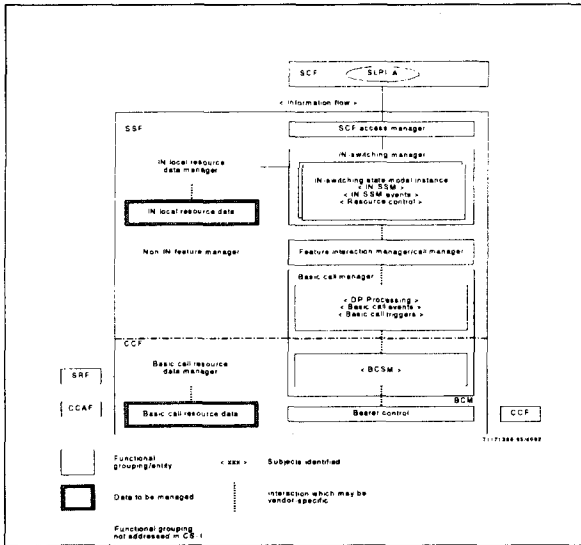 SCF SLPI A
< Information flow >
SSF
SCF access manager
IN-switching manager
IN local resource
data manager
IN-switching state model instance
< IN SSM >
< IN SSM events >
< Resource control >
IN local resource data
Non IN feature manager
Feature interaction manager/call manager
Basic call manager
< DP Processing >
< Basic call events >
< Basic call triggers >
CCF
Basic call resource
data manager
< BCSM >
SRF
BCM
CCAF
Basic call resource data
Bearer control
CCF
Functional
grouping/entity
< xxx > Subjects identified
Data to be managed
Interaction which may be
vendor-specific
Functional grouping
not addressed in CS-1